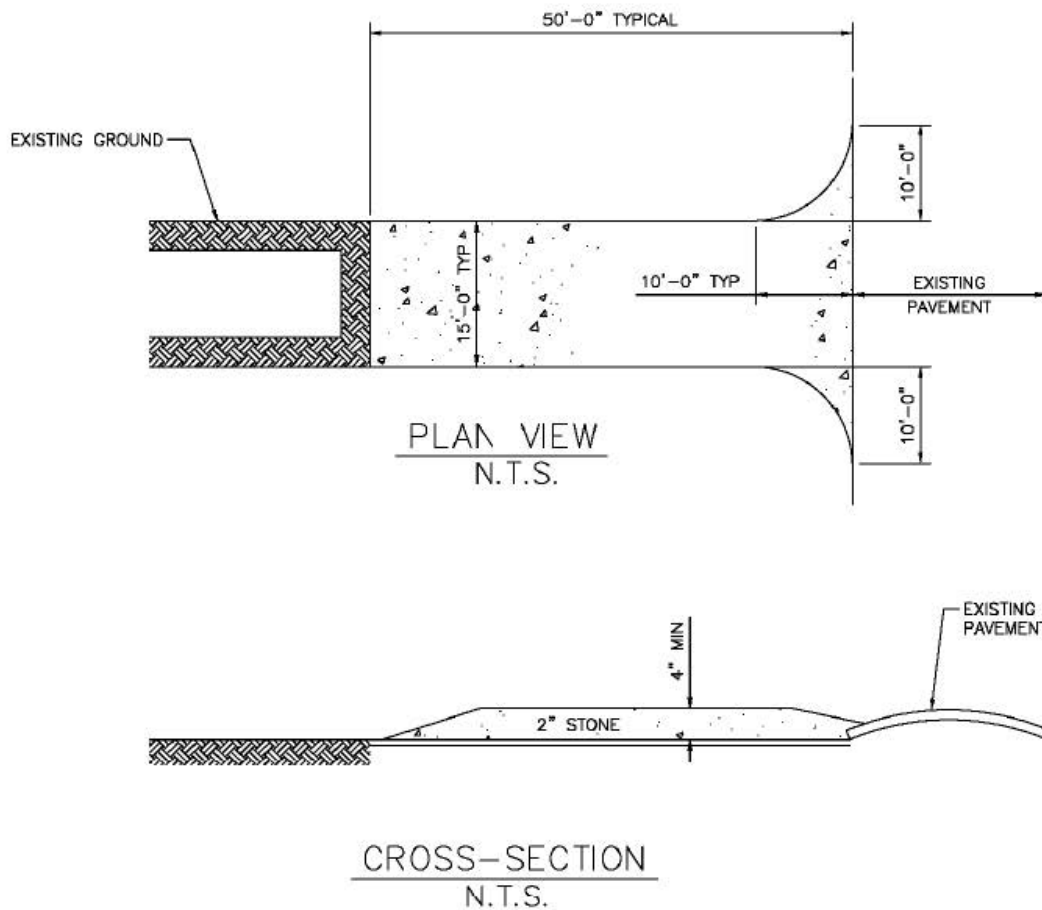 50'-0" TYPICAL
EXISTING GROUND
10'-0"
15'-0" TYP
10'-0" TYP
EXISTING
PAVEMENT
10'-0"
PLAN VIEW
N.T.S.
EXISTING
PAVEMENT
4" MIN
2" STONE
CROSS-SECTION
N.T.S.